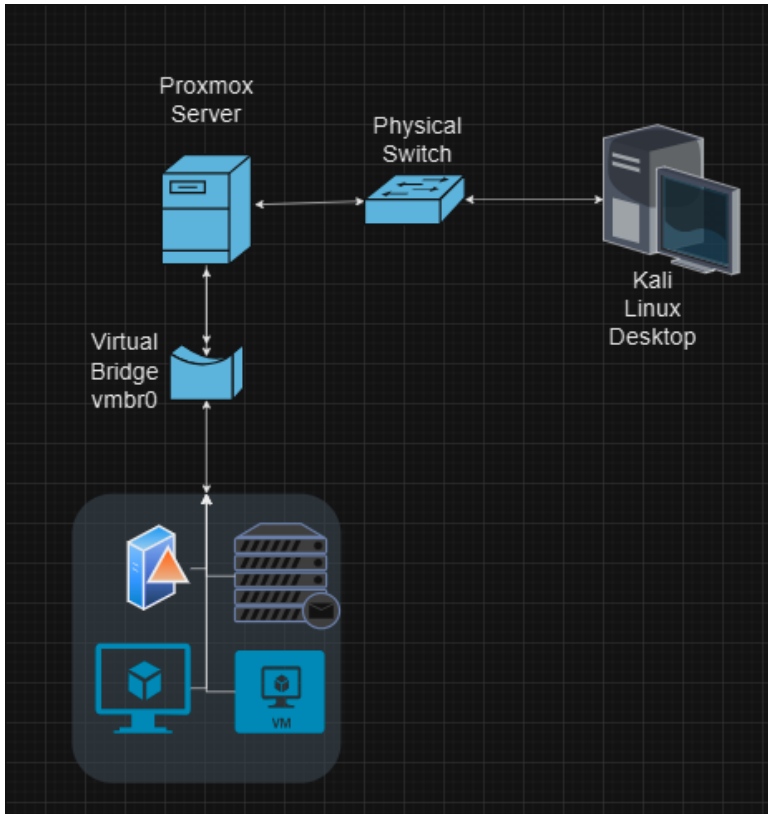 Proxmox
Server
Physical
Switch
Kali
Linux
Desktop
Virtual
Bridge
vmbr0
VM